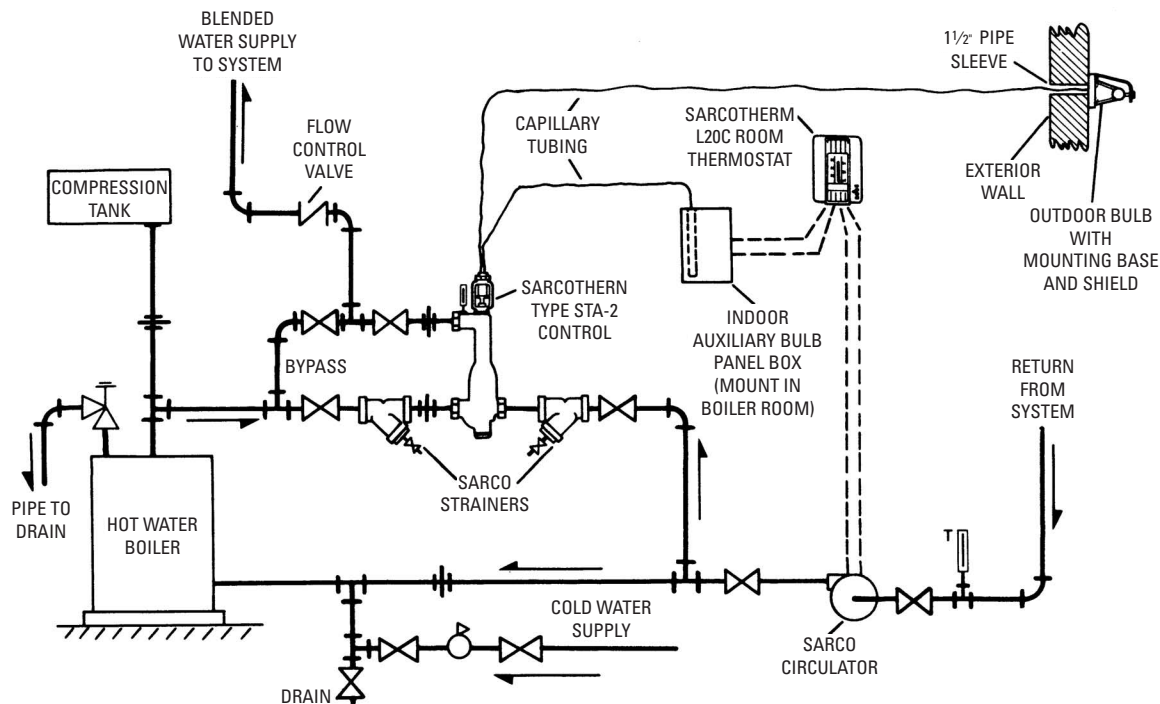 BLENDED
WATER SUPPLY
TO SYSTEM
FLOW
CONTROL
VALVE
COMPRESSION
TANK
CAPILLARY
TUBING
SARCOTHERM
L20C ROOM
THERMOSTAT
1½" PIPE
SLEEVE
EXTERIOR
WALL
OUTDOOR BULB
WITH
MOUNTING BASE
AND SHIELD
SARCOTHERN
TYPE STA-2
CONTROL
INDOOR
AUXILIARY BULB
PANEL BOX
(MOUNT IN
BOILER ROOM)
BYPASS
RETURN
FROM
SYSTEM
SARCO
STRAINERS
PIPE TO
DRAIN
HOT WATER
BOILER
T
COLD WATER
SUPPLY
SARCO
CIRCULATOR
DRAIN